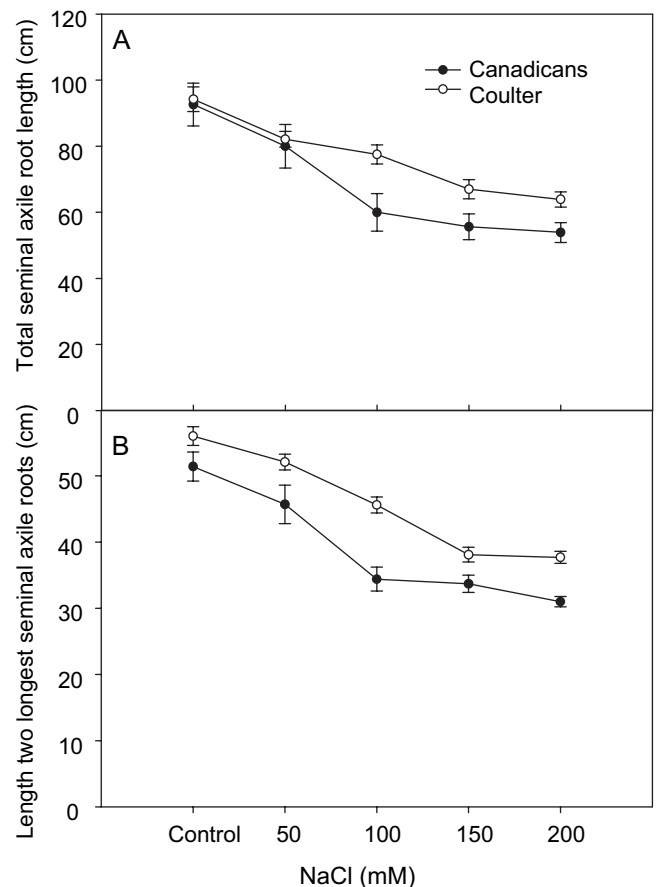 120
A
Canadicans
Coulter
100
80
60
40
20
0
Total seminal axile root length (cm)
B
50
40
30
20
10
0
Length two longest seminal axile roots (cm)
Control 50 100 150 200
NaCl (mM)